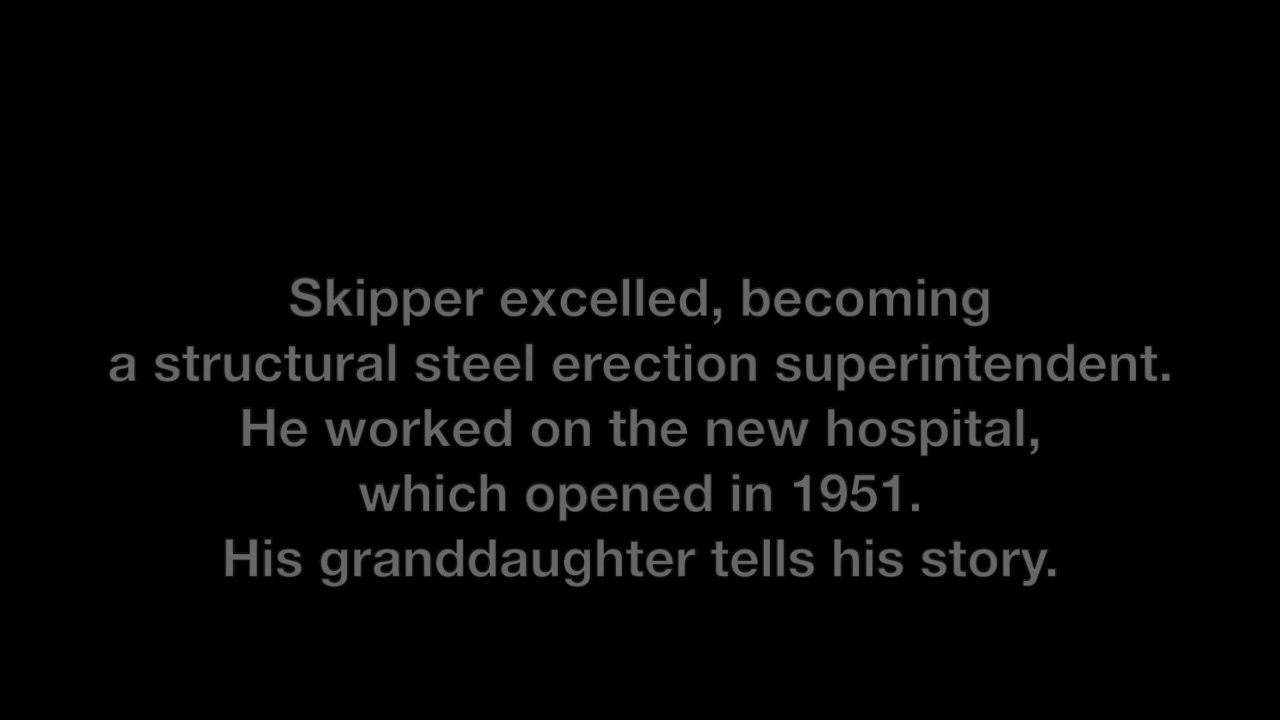 Skipper excelled, becoming
a structural steel erection superintendent.
He worked on the new hospital,
which opened in 1951.
His granddaughter tells his story.